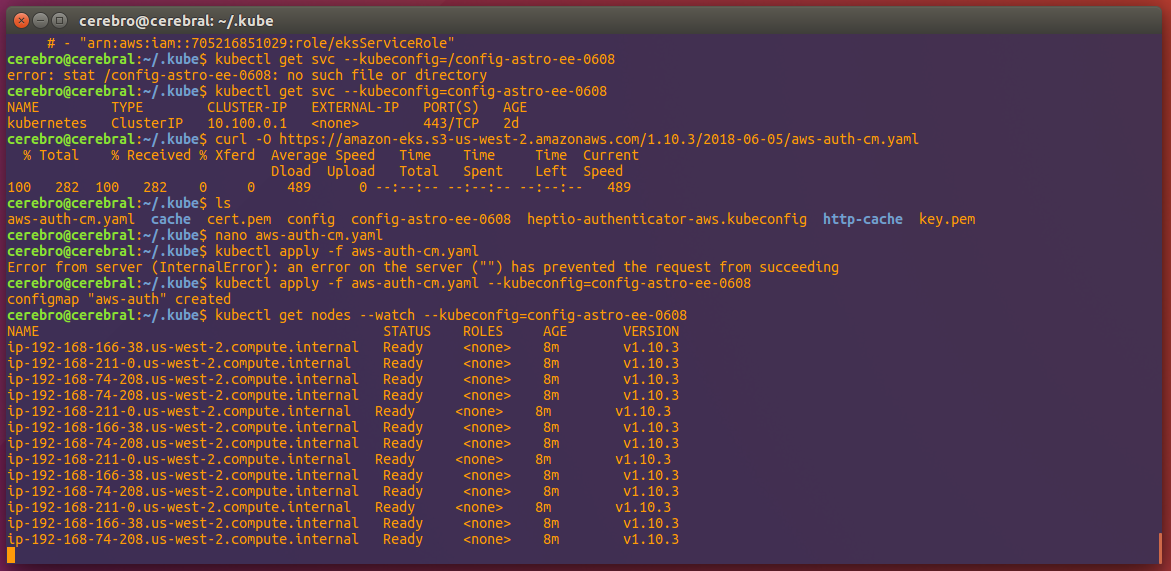 cerebro@cerebral: ~/.kube
# - "arn:aws:iam::705216851029:role/eksServiceRole"
cerebro@cerebral:~/.kube$ kubectl get svc --kubeconfig=/config-astro-ee-0608
error: stat /config-astro-ee-0608: no such file or directory
cerebro@cerebral:~/.kube$ kubectl get svc --kubeconfig=config-astro-ee-0608
NAME         TYPE        CLUSTER-IP   EXTERNAL-IP   PORT(S)   AGE
kubernetes   ClusterIP   10.100.0.1   <none>        443/TCP   2d
cerebro@cerebral:~/.kube$ curl -O https://amazon-eks.s3-us-west-2.amazonaws.com/1.10.3/2018-06-05/aws-auth-cm.yaml
  % Total    % Received % Xferd  Average Speed   Time    Time     Time  Current
                                 Dload  Upload   Total   Spent    Left  Speed
100   282  100   282    0     0    489      0 --:--:-- --:--:-- --:--:--   489
cerebro@cerebral:~/.kube$ ls
aws-auth-cm.yaml  cache  cert.pem  config  config-astro-ee-0608  heptio-authenticator-aws.kubeconfig  http-cache  key.pem
cerebro@cerebral:~/.kube$ nano aws-auth-cm.yaml
cerebro@cerebral:~/.kube$ kubectl apply -f aws-auth-cm.yaml
Error from server (InternalError): an error on the server ("") has prevented the request from succeeding
cerebro@cerebral:~/.kube$ kubectl apply -f aws-auth-cm.yaml --kubeconfig=config-astro-ee-0608
configmap "aws-auth" created
cerebro@cerebral:~/.kube$ kubectl get nodes --watch --kubeconfig=config-astro-ee-0608
NAME                                           STATUS    ROLES     AGE       VERSION
ip-192-168-166-38.us-west-2.compute.internal   Ready     <none>    8m        v1.10.3
ip-192-168-211-0.us-west-2.compute.internal    Ready     <none>    8m        v1.10.3
ip-192-168-74-208.us-west-2.compute.internal   Ready     <none>    8m        v1.10.3
ip-192-168-74-208.us-west-2.compute.internal   Ready     <none>    8m        v1.10.3
ip-192-168-211-0.us-west-2.compute.internal   Ready     <none>    8m        v1.10.3
ip-192-168-166-38.us-west-2.compute.internal   Ready     <none>    8m        v1.10.3
ip-192-168-74-208.us-west-2.compute.internal   Ready     <none>    8m        v1.10.3
ip-192-168-211-0.us-west-2.compute.internal   Ready     <none>    8m        v1.10.3
ip-192-168-166-38.us-west-2.compute.internal   Ready     <none>    8m        v1.10.3
ip-192-168-74-208.us-west-2.compute.internal   Ready     <none>    8m        v1.10.3
ip-192-168-211-0.us-west-2.compute.internal   Ready     <none>    8m        v1.10.3
ip-192-168-166-38.us-west-2.compute.internal   Ready     <none>    8m        v1.10.3
ip-192-168-74-208.us-west-2.compute.internal   Ready     <none>    8m        v1.10.3